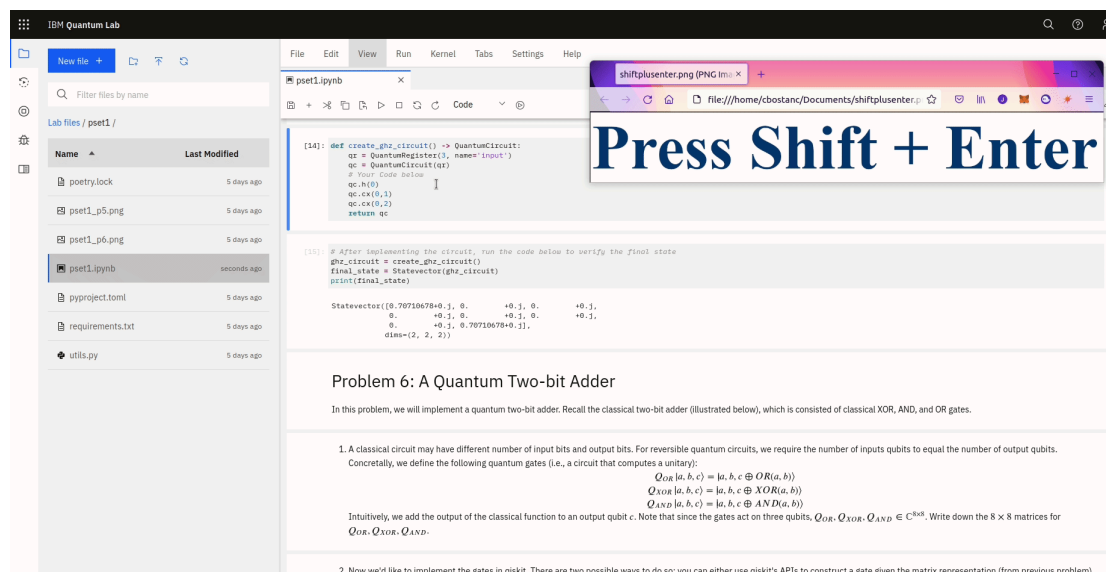 IBM Quantum Lab
New file +
Filter files by name
Lab files / pset1 /
Name
Last Modified
poetry.lock
5 days ago
pset1_p5.png
5 days ago
pset1_p6.png
5 days ago
pset1.ipynb
seconds ago
pyproject.toml
5 days ago
requirements.txt
5 days ago
utils.py
5 days ago
File Edit View Run Kernel Tabs Settings Help
pset1.ipynb ×
Code
shiftplusenter.png (PNG Ima × +
file:///home/cbostanc/Documents/shiftplusenter.p
Press Shift + Enter
[14]: def create_ghz_circuit() -> QuantumCircuit:
qr = QuantumRegister(3, name='input')
qc = QuantumCircuit(qr)
# Your Code below
qc.h(0)
qc.cx(0,1)
qc.cx(0,2)
return qc
[15]: # After implementing the circuit, run the code below to verify the final state
ghz_circuit = create_ghz_circuit()
final_state = Statevector(ghz_circuit)
print(final_state)
Statevector([0.70710678+0.j, 0. +0.j, 0. +0.j,
0. +0.j, 0. +0.j, 0. +0.j,
0. +0.j, 0.70710678+0.j],
dims=(2, 2, 2))
Problem 6: A Quantum Two-bit Adder
In this problem, we will implement a quantum two-bit adder. Recall the classical two-bit adder (illustrated below), which is consisted of classical XOR, AND, and OR gates.
1. A classical circuit may have different number of input bits and output bits. For reversible quantum circuits, we require the number of inputs qubits to equal the number of output qubits.
Concretally, we define the following quantum gates (i.e., a circuit that computes a unitary):
Q_OR |a, b, c⟩ = |a, b, c ⊕ OR(a, b)⟩
Q_XOR |a, b, c⟩ = |a, b, c ⊕ XOR(a, b)⟩
Q_AND |a, b, c⟩ = |a, b, c ⊕ AND(a, b)⟩
Intuitively, we add the output of the classical function to an output qubit c. Note that since the gates act on three qubits, Q_OR, Q_XOR, Q_AND ∈ ℂ^8×8. Write down the 8 × 8 matrices for
Q_OR, Q_XOR, Q_AND.
2. Now we'd like to implement the gates in qiskit. There are two possible ways to do so: you can either use qiskit's APIs to construct a gate given the matrix representation (from previous problem)